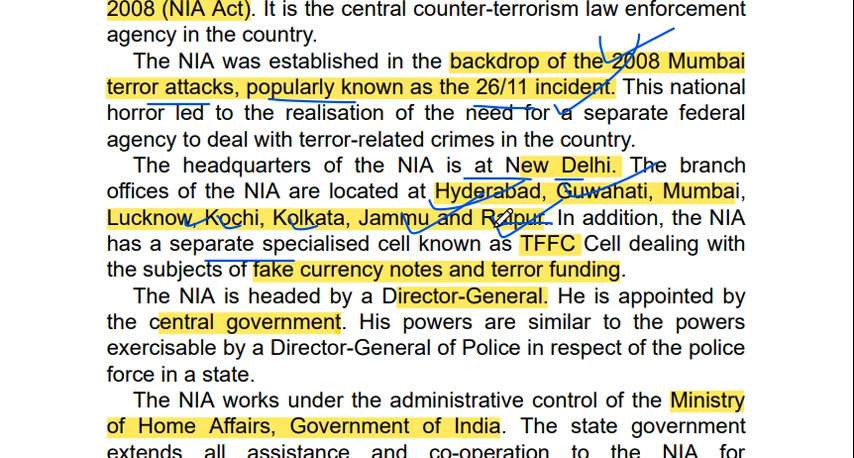 2008 (NIA Act). It is the central counter-terrorism law enforcement
agency in the country.
The NIA was established in the backdrop of the 2008 Mumbai
terror attacks, popularly known as the 26/11 incident. This national
horror led to the realisation of the need for a separate federal
agency to deal with terror-related crimes in the country.
The headquarters of the NIA is at New Delhi. The branch
offices of the NIA are located at Hyderabad, Guwahati, Mumbai,
Lucknow, Kochi, Kolkata, Jammu and Raipur. In addition, the NIA
has a separate specialised cell known as TFFC Cell dealing with
the subjects of fake currency notes and terror funding.
The NIA is headed by a Director-General. He is appointed by
the central government. His powers are similar to the powers
exercisable by a Director-General of Police in respect of the police
force in a state.
The NIA works under the administrative control of the Ministry
of Home Affairs, Government of India. The state government
extends all assistance and co-operation to the NIA for